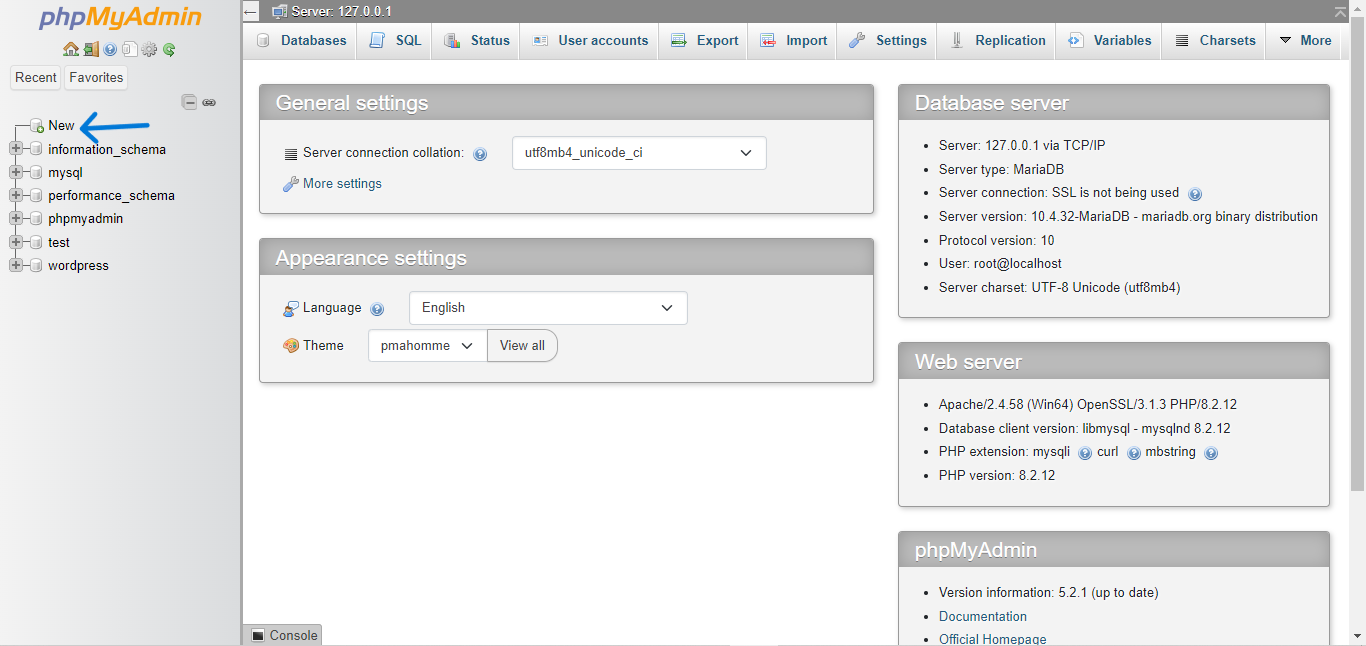 phpMyAdmin
Recent
Favorites
New
information_schema
mysql
performance_schema
phpmyadmin
test
wordpress
Server: 127.0.0.1
Databases
SQL
Status
User accounts
Export
Import
Settings
Replication
Variables
Charsets
More
General settings
Server connection collation:
utf8mb4_unicode_ci
More settings
Appearance settings
Language
English
Theme
pmahomme
View all
Database server
Server: 127.0.0.1 via TCP/IP
Server type: MariaDB
Server connection: SSL is not being used
Server version: 10.4.32-MariaDB - mariadb.org binary distribution
Protocol version: 10
User: root@localhost
Server charset: UTF-8 Unicode (utf8mb4)
Web server
Apache/2.4.58 (Win64) OpenSSL/3.1.3 PHP/8.2.12
Database client version: libmysql - mysqlnd 8.2.12
PHP extension: mysqli curl mbstring
PHP version: 8.2.12
phpMyAdmin
Version information: 5.2.1 (up to date)
Documentation
Official Homepage
Console